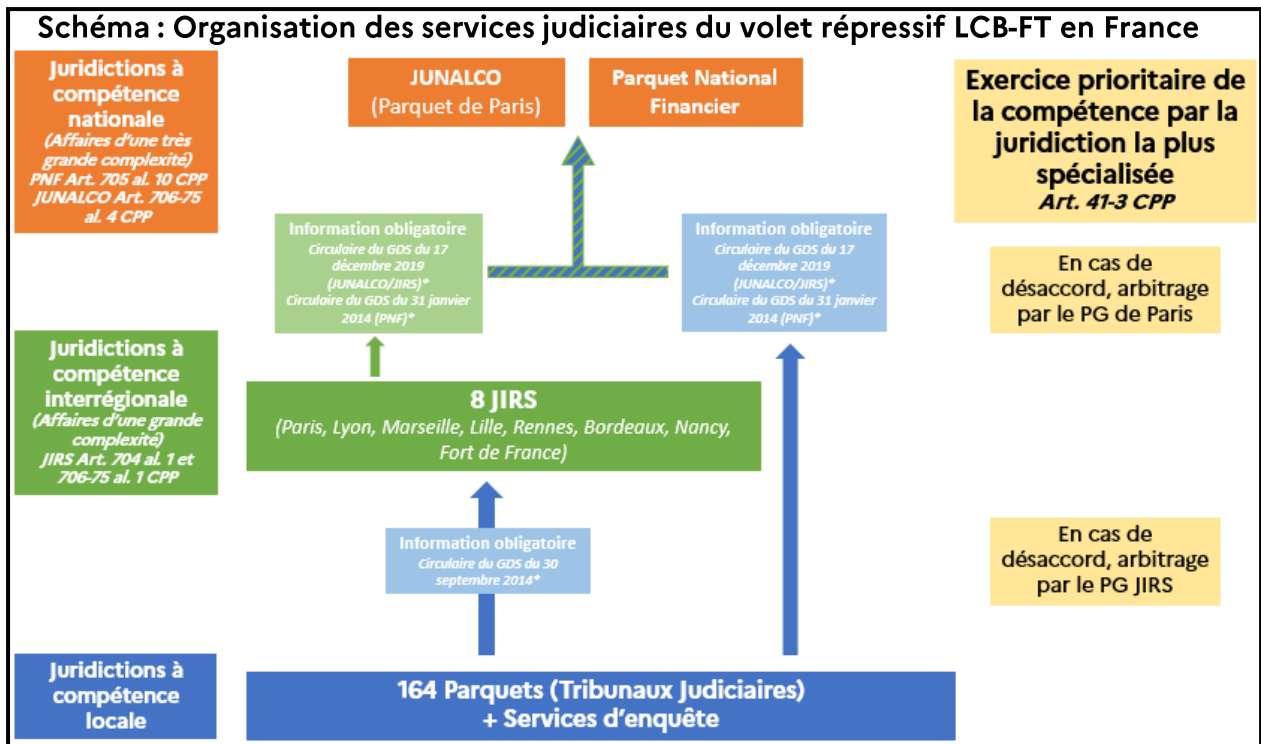 Schéma : Organisation des services judiciaires du volet répressif LCB-FT en France
Juridictions à
compétence
nationale
(Affaires d'une très
grande complexité)
PNF Art. 705 al. 10 CPP
JUNALCO Art. 706-75
al. 4 CPP
JUNALCO
(Parquet de Paris)
Parquet National
Financier
Exercice prioritaire de
la compétence par la
juridiction la plus
spécialisée
Art. 41-3 CPP
Information obligatoire
Circulaire du GDS du 17
décembre 2019
(JUNALCO/JIRS)*
Circulaire du GDS du 31 janvier
2014 (PNF)*
Information obligatoire
Circulaire du GDS du 17
décembre 2019
(JUNALCO/JIRS)*
Circulaire du GDS du 31 janvier
2014 (PNF)*
En cas de
désaccord, arbitrage
par le PG de Paris
Juridictions à
compétence
interrégionale
(Affaires d'une grande
complexité)
JIRS Art. 704 al. 1 et
706-75 al. 1 CPP
8 JIRS
(Paris, Lyon, Marseille, Lille, Rennes, Bordeaux, Nancy,
Fort de France)
Information obligatoire
Circulaire du GDS du 30
septembre 2014*
En cas de
désaccord, arbitrage
par le PG JIRS
Juridictions à
compétence
locale
164 Parquets (Tribunaux Judiciaires)
+ Services d'enquête